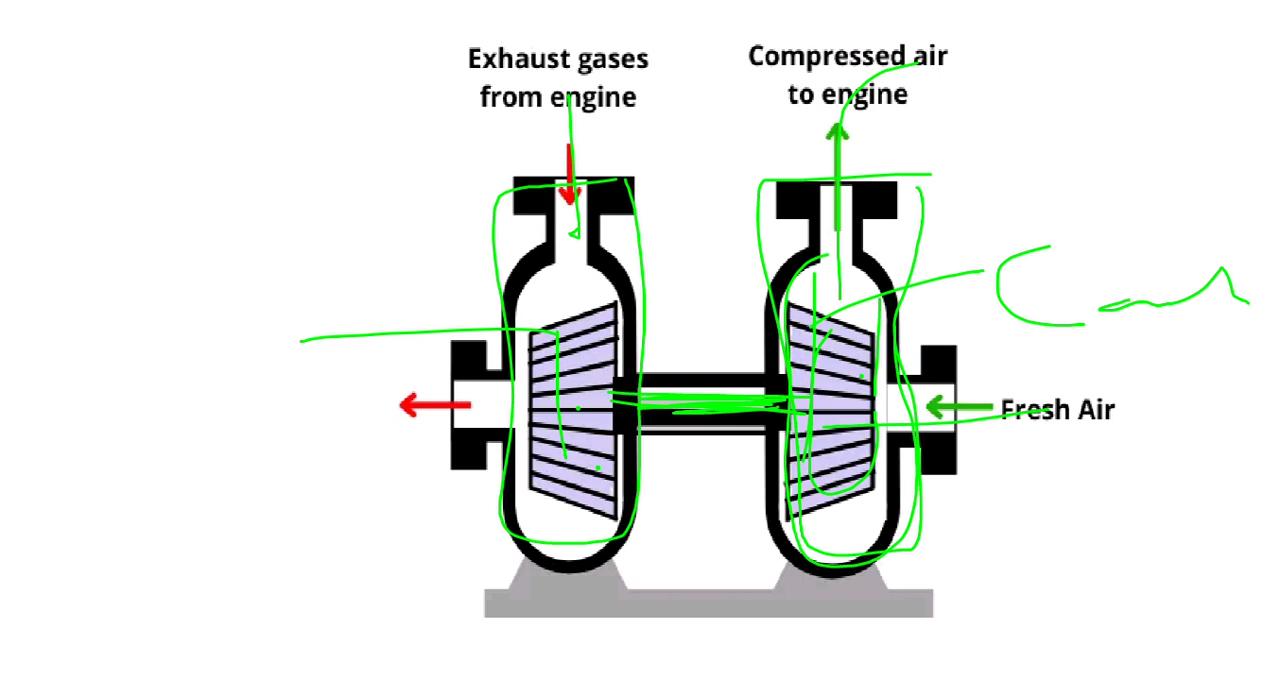 Exhaust gases
from engine
Compressed air
to engine
Fresh Air